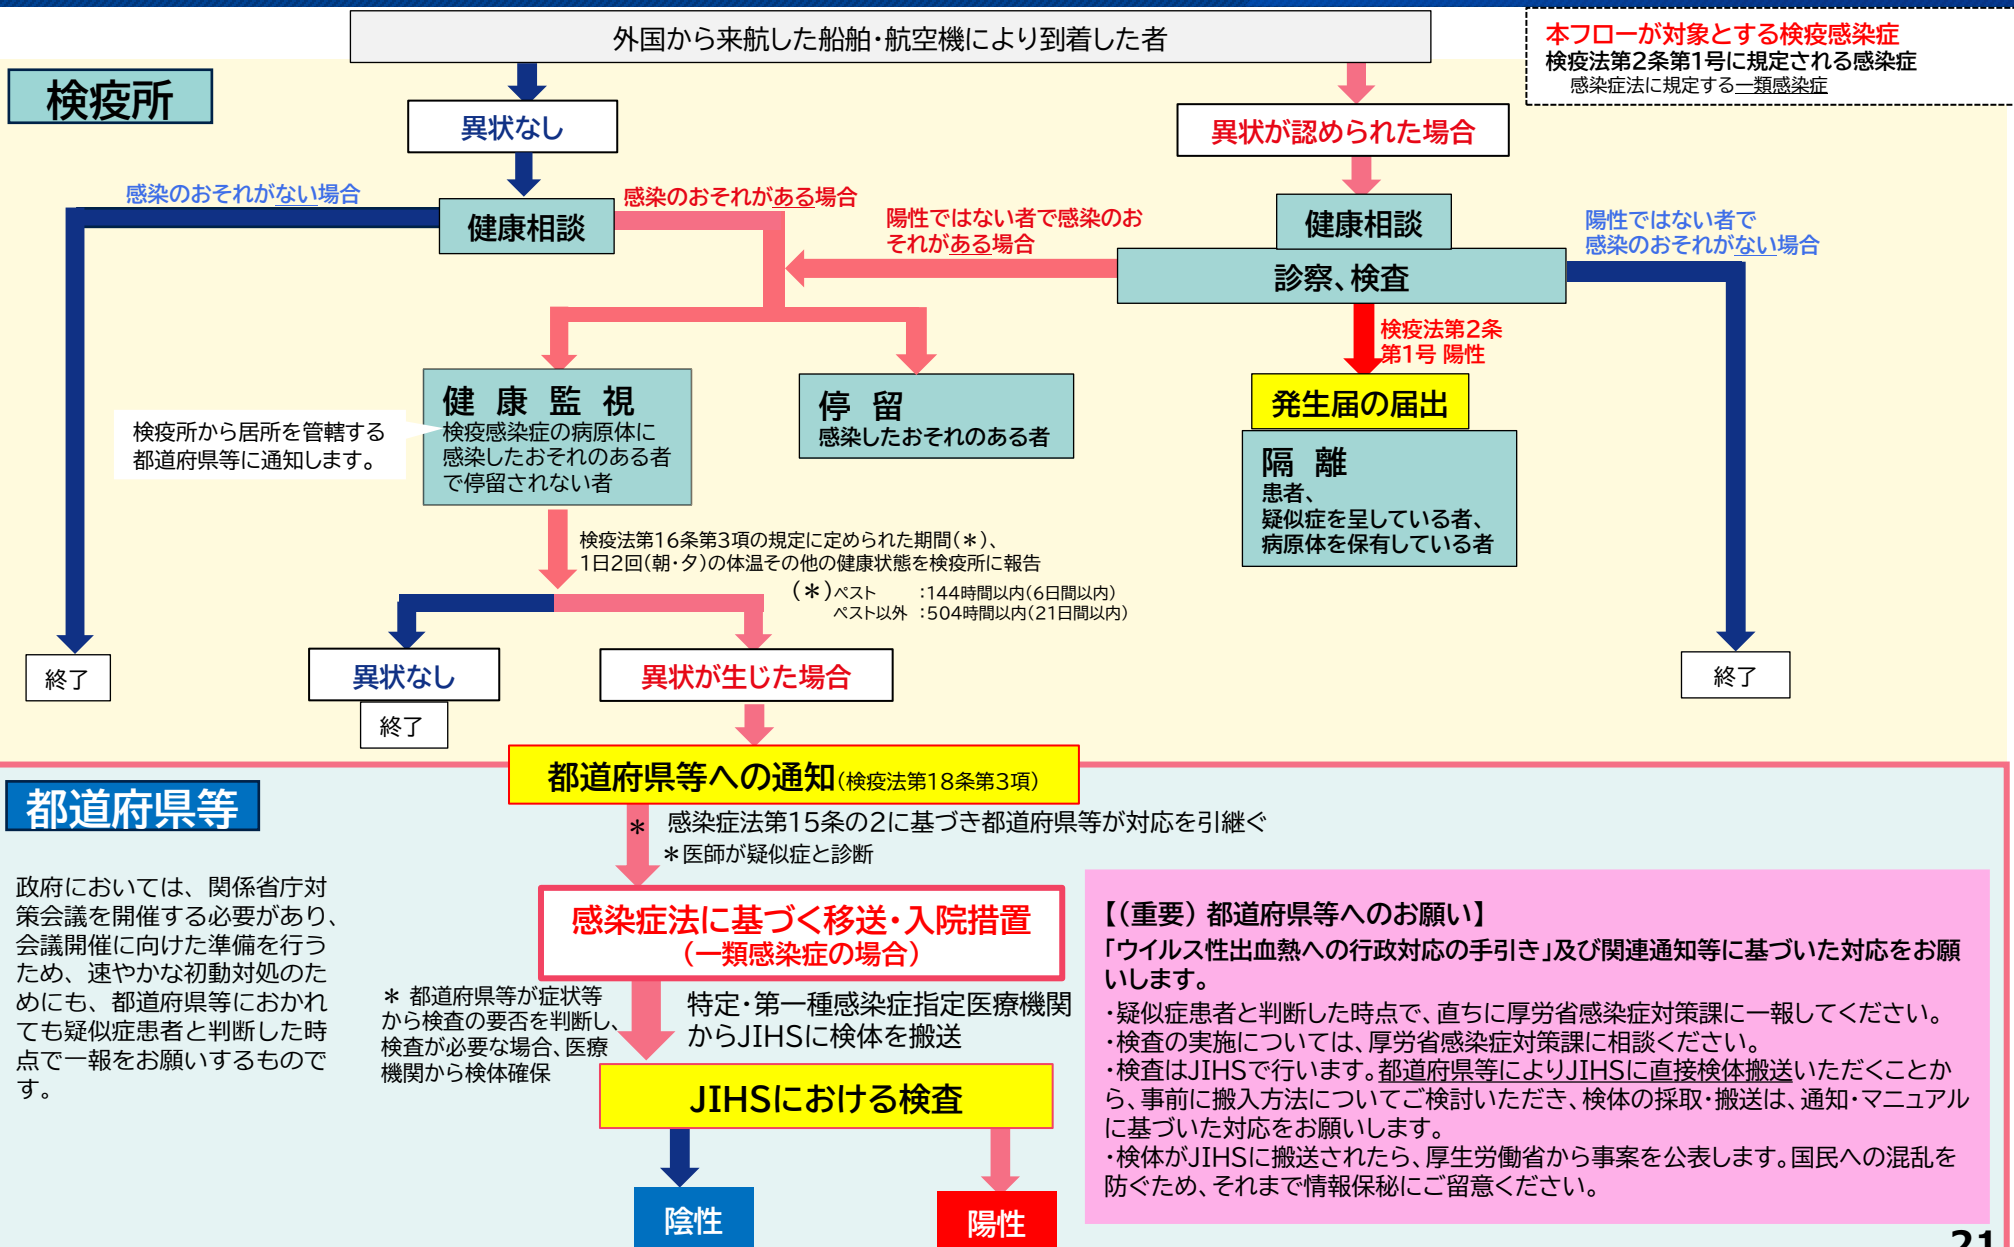 外国から来航した船舶・航空機により到着した者
本フローが対象とする検疫感染症
検疫法第2条第1号に規定される感染症
感染症法に規定する一類感染症
検疫所
異状なし
異状が認められた場合
感染のおそれがない場合
健康相談
感染のおそれがある場合
陽性ではない者で感染のお
それがある場合
健康相談
診察、検査
陽性ではない者で
感染のおそれがない場合
検疫法第2条
第1号 陽性
検疫所から居所を管轄する
都道府県等に通知します。
健 康 監 視
検疫感染症の病原体に
感染したおそれのある者
で停留されない者
停 留
感染したおそれのある者
発生届の届出
隔 離
患者、
疑似症を呈している者、
病原体を保有している者
検疫法第16条第3項の規定に定められた期間(＊)、
1日2回(朝・夕)の体温その他の健康状態を検疫所に報告
(＊)ペスト :144時間以内(6日間以内)
ペスト以外 :504時間以内(21日間以内)
終了
異状なし
終了
異状が生じた場合
終了
都道府県等への通知(検疫法第18条第3項)
都道府県等
＊ 感染症法第15条の2に基づき都道府県等が対応を引継ぐ
＊医師が疑似症と診断
政府においては、関係省庁対
策会議を開催する必要があり、
会議開催に向けた準備を行う
ため、速やかな初動対処のた
めにも、都道府県等におかれ
ても疑似症患者と判断した時
点で一報をお願いするもので
す。
感染症法に基づく移送・入院措置
(一類感染症の場合)
＊ 都道府県等が症状等
から検査の要否を判断し、
検査が必要な場合、医療
機関から検体確保
特定・第一種感染症指定医療機関
からJIHSに検体を搬送
JIHSにおける検査
陰性
陽性
【(重要) 都道府県等へのお願い】
「ウイルス性出血熱への行政対応の手引き」及び関連通知等に基づいた対応をお願
いします。
・疑似症患者と判断した時点で、直ちに厚労省感染症対策課に一報してください。
・検査の実施については、厚労省感染症対策課に相談ください。
・検査はJIHSで行います。都道府県等によりJIHSに直接検体搬送いただくことか
ら、事前に搬入方法についてご検討いただき、検体の採取・搬送は、通知・マニュアル
に基づいた対応をお願いします。
・検体がJIHSに搬送されたら、厚生労働省から事案を公表します。国民への混乱を
防ぐため、それまで情報保秘にご留意ください。
21